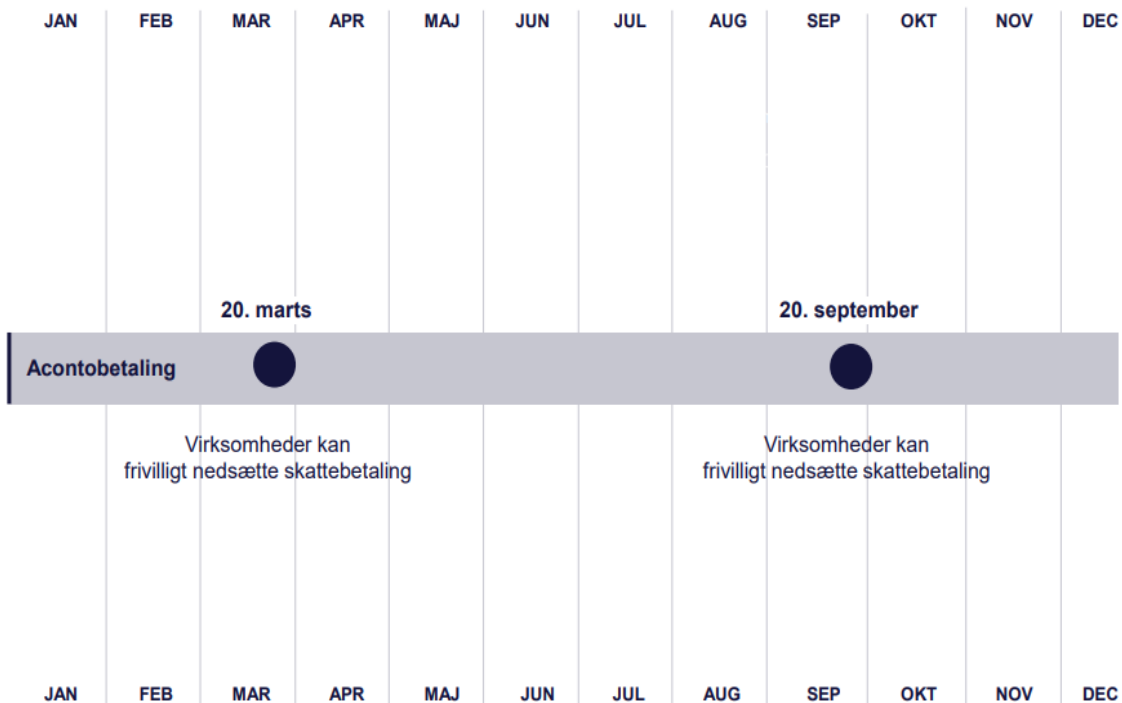 JAN FEB MAR APR MAJ JUN JUL AUG SEP OKT NOV DEC
20. marts 20. september
Acontobetaling
Virksomheder kan Virksomheder kan
frivilligt nedsætte skattebetaling frivilligt nedsætte skattebetaling
JAN FEB MAR APR MAJ JUN JUL AUG SEP OKT NOV DEC